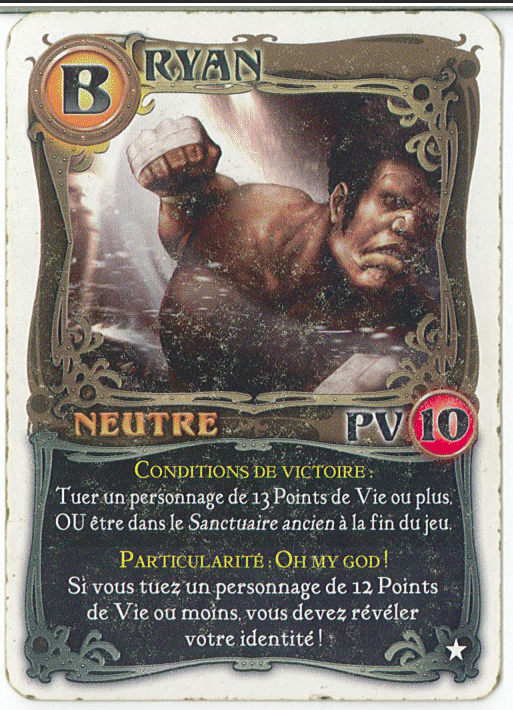 BRYAN
NEUTRE
PV 10
CONDITIONS DE VICTOIRE :
Tuer un personnage de 13 Points de Vie ou plus,
OU être dans le Sanctuaire ancien à la fin du jeu.
PARTICULARITÉ : OH MY GOD !
Si vous tuez un personnage de 12 Points
de Vie ou moins, vous devez révéler
votre identité !